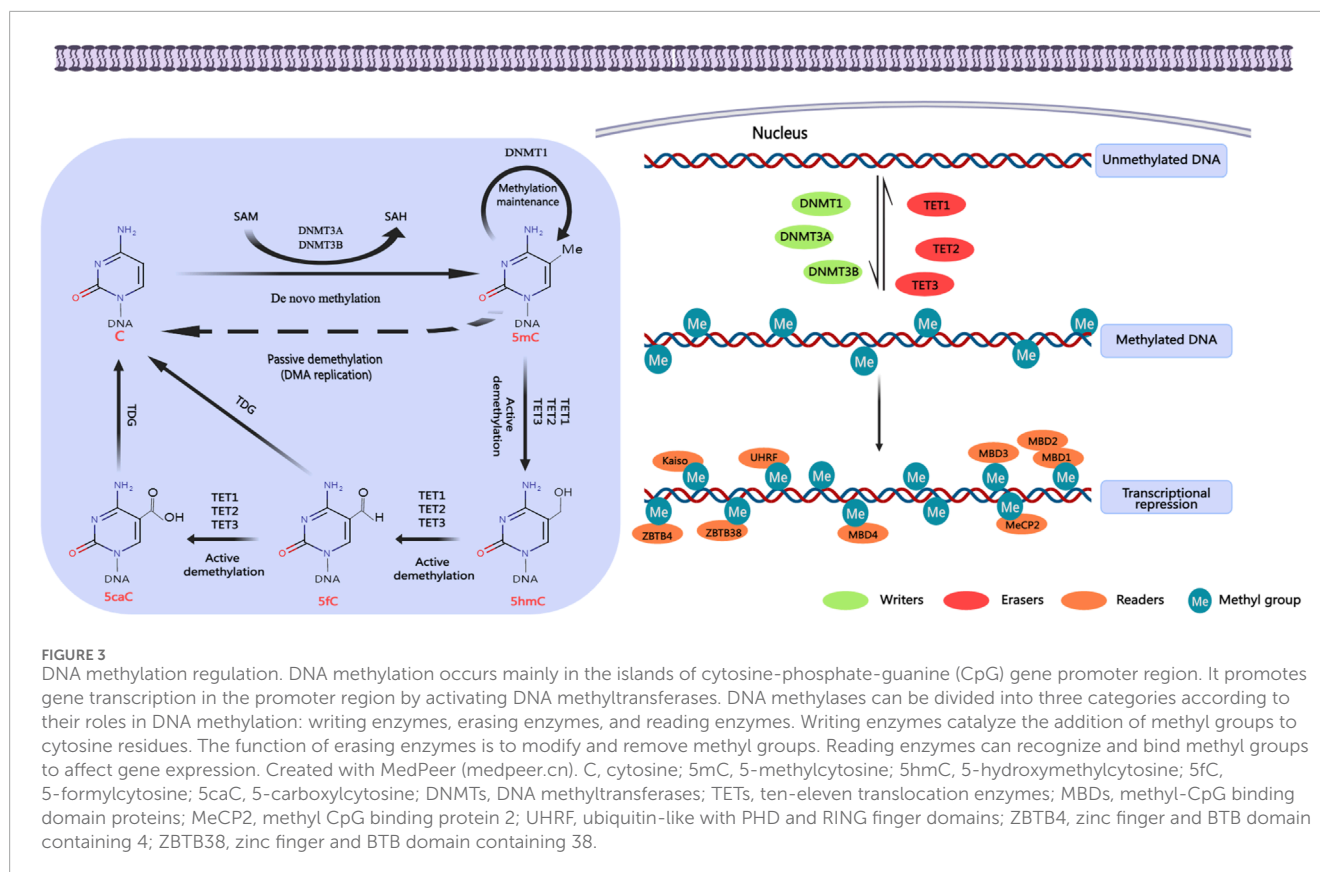 Nucleus
DNMT1
Methylation
maintenance
SAM
SAH
DNMT3A
DNMT3B
NH₂
N
O
N
DNA
C
De novo methylation
NH₂
Me
N
O
N
DNA
5mC
Passive demethylation
(DMA replication)
TDG
TDG
Active
demethylation
TET1
TET2
TET3
NH₂
O
N
OH
O
N
DNA
5caC
TET1
TET2
TET3
Active
demethylation
NH₂
O
N
H
O
N
DNA
5fC
TET1
TET2
TET3
Active
demethylation
NH₂
OH
N
O
N
DNA
5hmC
Unmethylated DNA
DNMT1
DNMT3A
DNMT3B
TET1
TET2
TET3
Me Me Me Me
Me Me Me
Methylated DNA
Kaiso UHRF MBD3 MBD2
MBD1
Me Me Me Me Me Me
Me Me Me Me Me
ZBTB4 ZBTB38 MBD4 MeCP2
Transcriptional
repression
Writers Erasers Readers Me Methyl group
FIGURE 3
DNA methylation regulation. DNA methylation occurs mainly in the islands of cytosine-phosphate-guanine (CpG) gene promoter region. It promotes
gene transcription in the promoter region by activating DNA methyltransferases. DNA methylases can be divided into three categories according to
their roles in DNA methylation: writing enzymes, erasing enzymes, and reading enzymes. Writing enzymes catalyze the addition of methyl groups to
cytosine residues. The function of erasing enzymes is to modify and remove methyl groups. Reading enzymes can recognize and bind methyl groups
to affect gene expression. Created with MedPeer (medpeer.cn). C, cytosine; 5mC, 5-methylcytosine; 5hmC, 5-hydroxymethylcytosine; 5fC,
5-formylcytosine; 5caC, 5-carboxylcytosine; DNMTs, DNA methyltransferases; TETs, ten-eleven translocation enzymes; MBDs, methyl-CpG binding
domain proteins; MeCP2, methyl CpG binding protein 2; UHRF, ubiquitin-like with PHD and RING finger domains; ZBTB4, zinc finger and BTB domain
containing 4; ZBTB38, zinc finger and BTB domain containing 38.